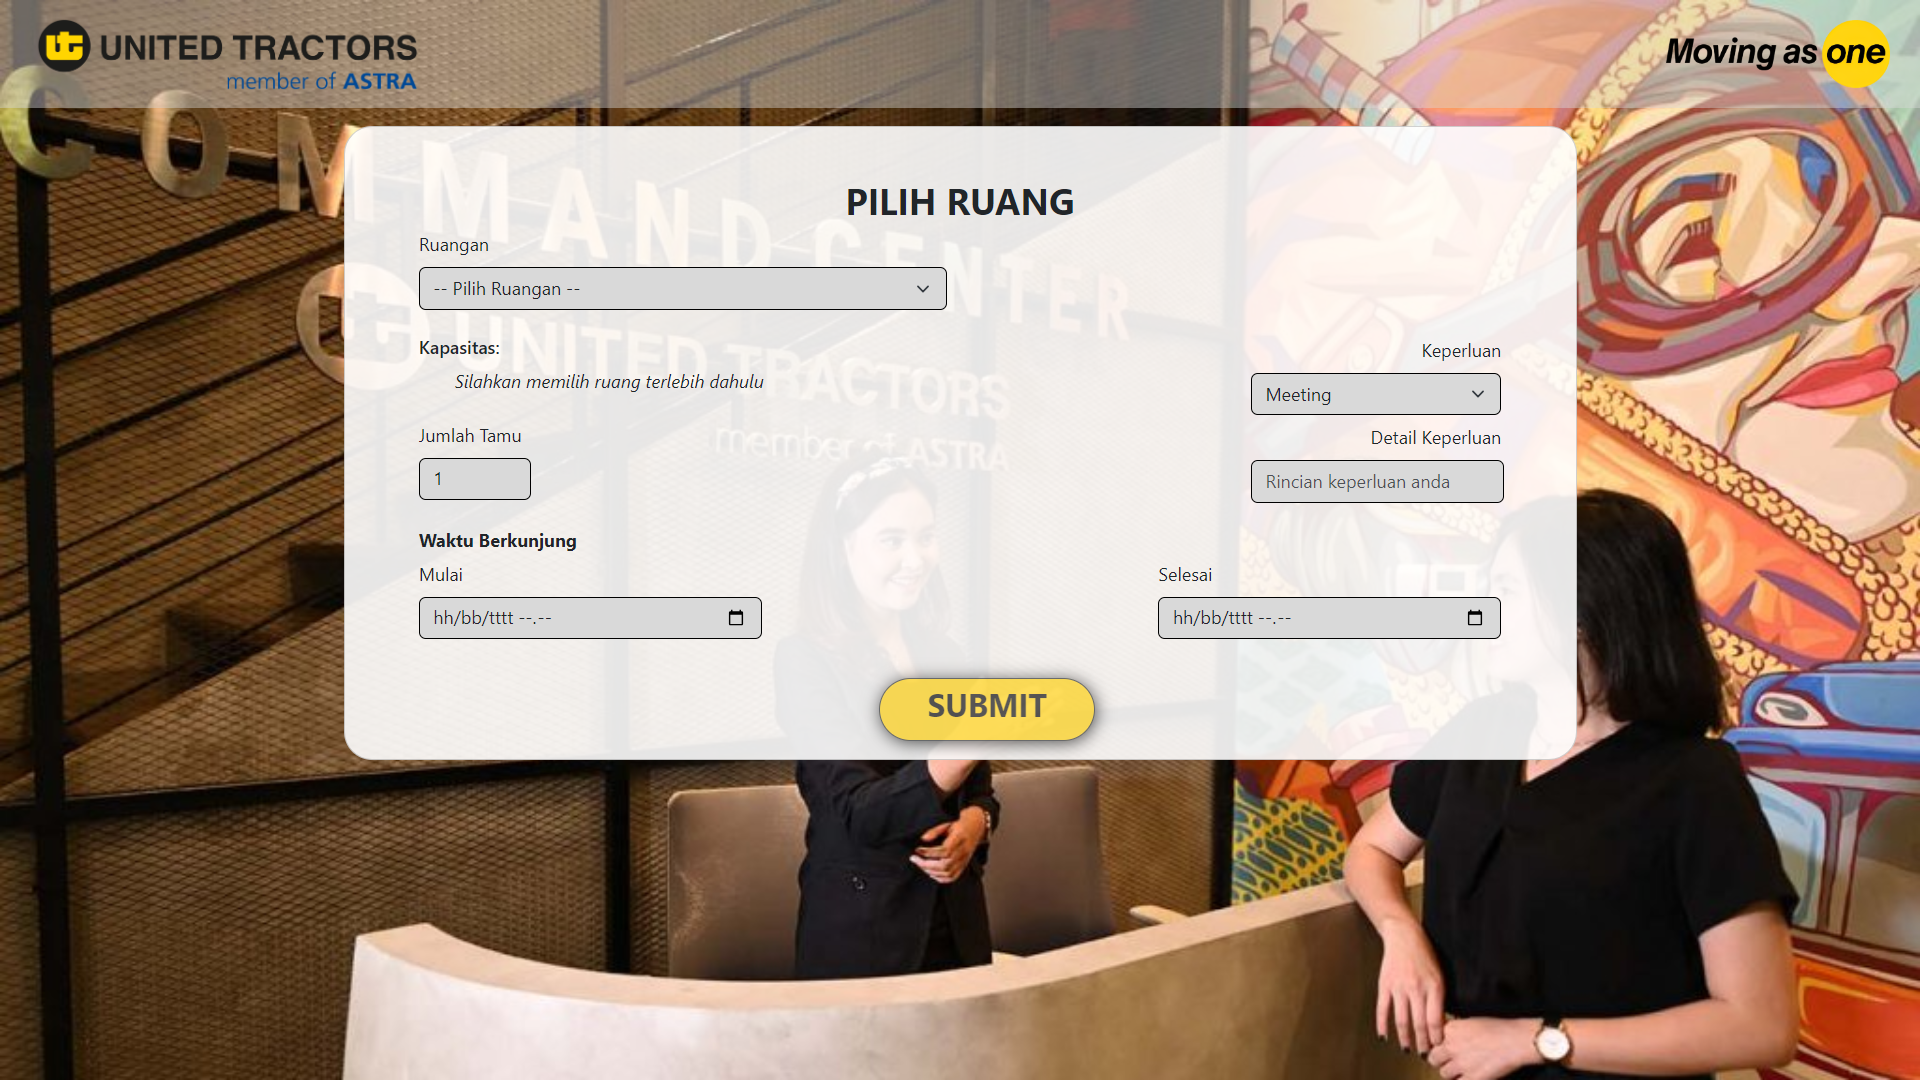 UNITED TRACTORS
member of ASTRA
Moving as one
COMMAND CENTER
UNITED TRACTORS
member of ASTRA
PILIH RUANG
Ruangan
-- Pilih Ruangan --
Kapasitas:
Silahkan memilih ruang terlebih dahulu
Keperluan
Meeting
Jumlah Tamu
1
Detail Keperluan
Rincian keperluan anda
Waktu Berkunjung
Mulai
Selesai
hh/bb/tttt --.--
hh/bb/tttt --.--
SUBMIT